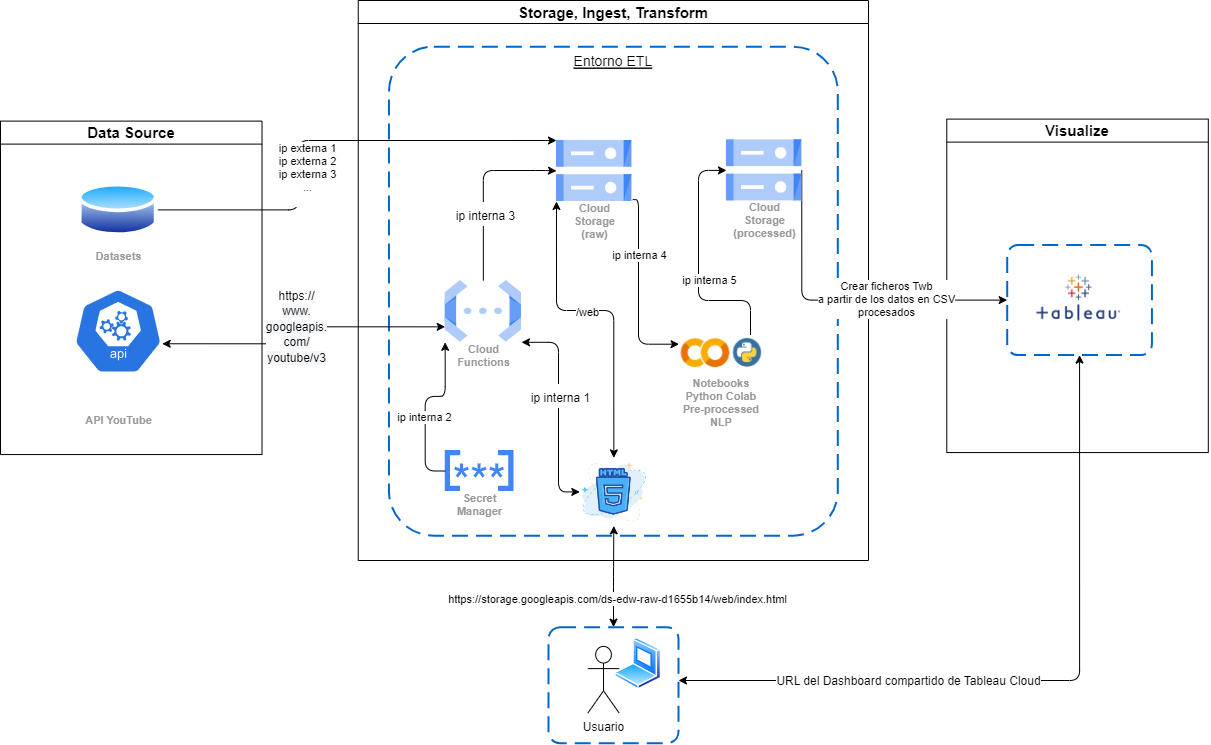 Storage, Ingest, Transform
Entorno ETL
Data Source
ip externa 1
ip externa 2
ip externa 3
...
Datasets
https://
www.
googleapis.
com/
youtube/v3
api
API YouTube
ip interna 3
Cloud
Storage
(raw)
Cloud
Storage
(processed)
ip interna 4
ip interna 5
/web
Cloud
Functions
ip interna 1
ip interna 2
Notebooks
Python Colab
Pre-processed
NLP
***
Secret
Manager
HTML
5
Crear ficheros Twb
a partir de los datos en CSV
procesados
Visualize
+ableau
https://storage.googleapis.com/ds-edw-raw-d1655b14/web/index.html
URL del Dashboard compartido de Tableau Cloud
Usuario